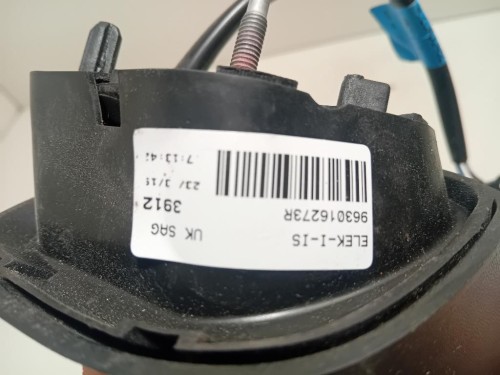 ELEK-I-IS
UK SAG
963016273R
3912
23/ 3/15
7:13:42